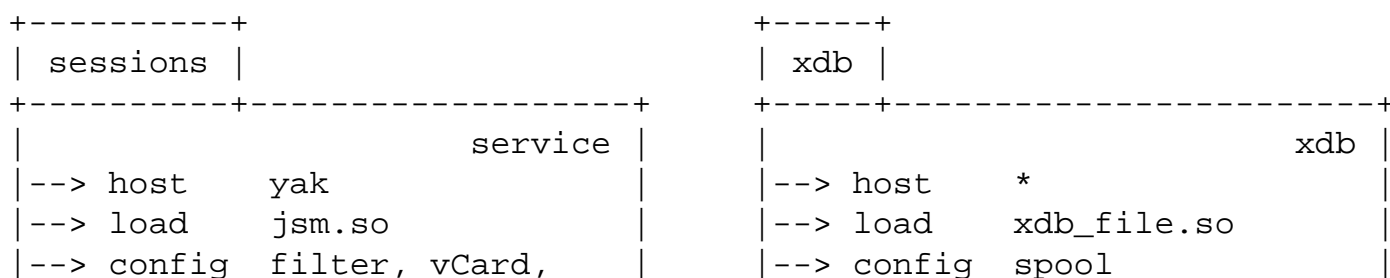 +----------+ +-----+
| sessions | | xdb |
+----------+-------------------+ +-----+------------------------+
| service | | xdb |
|--> host yak | |--> host * |
|--> load jsm.so | |--> load xdb_file.so |
|--> config filter, vCard, | |--> config spool |